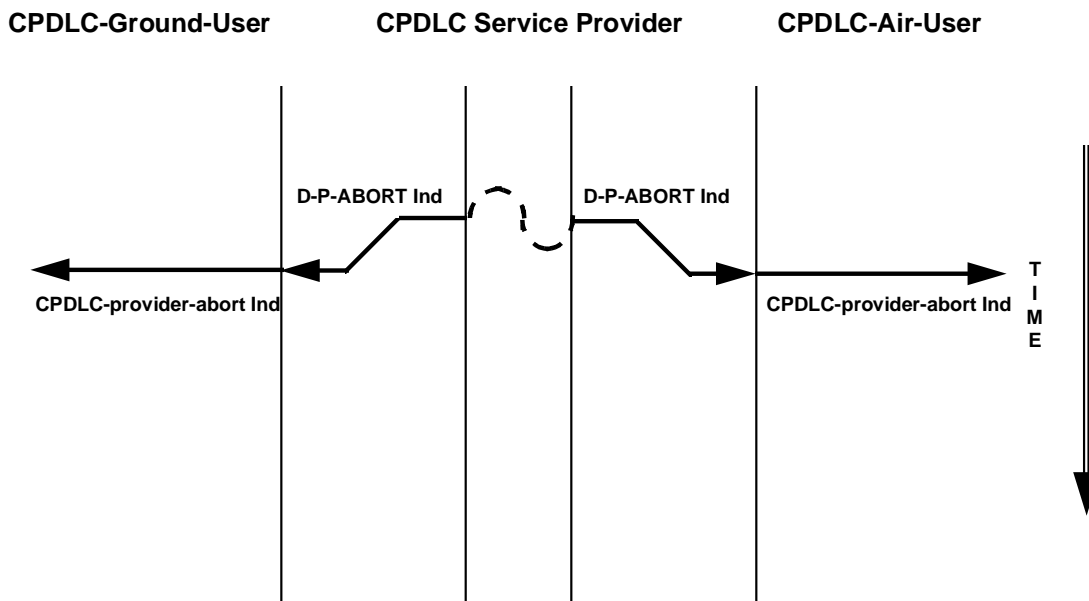 CPDLC-Ground-User
CPDLC Service Provider
CPDLC-Air-User
D-P-ABORT Ind
D-P-ABORT Ind
CPDLC-provider-abort Ind
CPDLC-provider-abort Ind
T
I
M
E